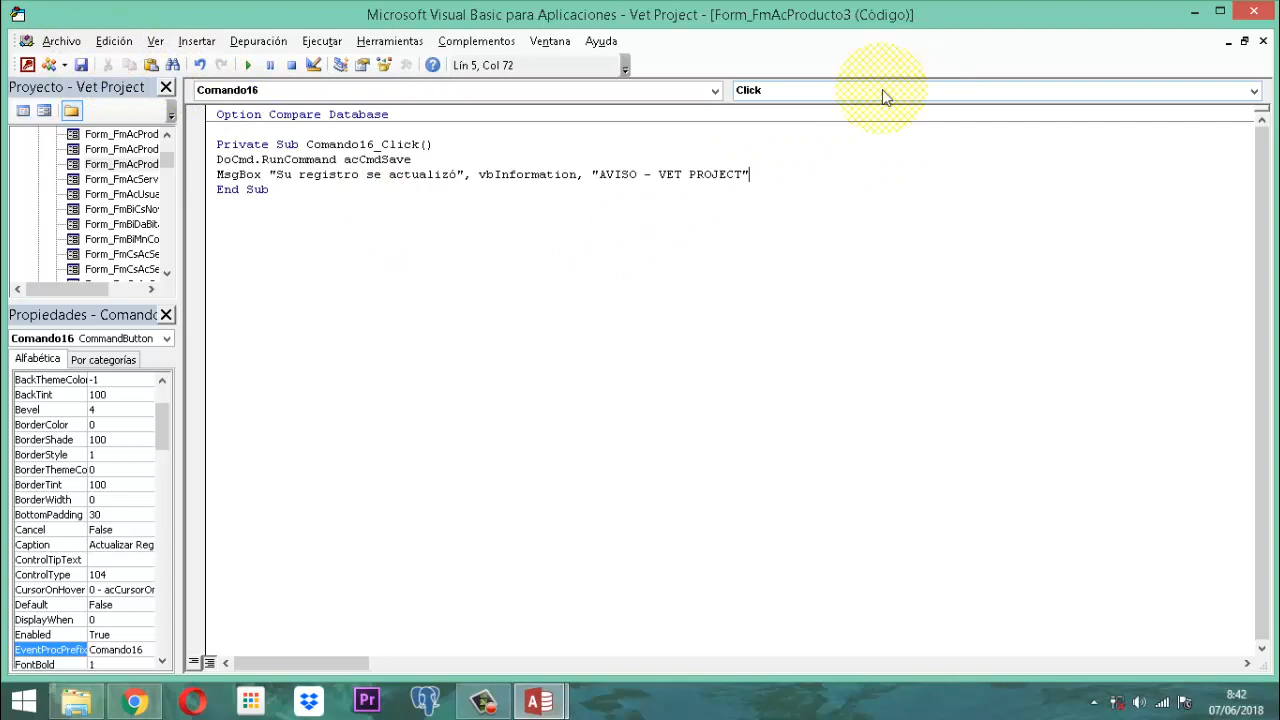 Microsoft Visual Basic para Aplicaciones - Vet Project - [Form_FmAcProducto3 (Código)]
Archivo Edición Ver Insertar Depuración Ejecutar Herramientas Complementos Ventana Ayuda
Lín 5, Col 72
Proyecto - Vet Project
Comando16 Click
Form_FmAcProd
Form_FmAcProd
Form_FmAcProd
Form_FmAcServ
Form_FmAcUsua
Form_FmBiCsNo
Form_FmBiDaBit
Form_FmBiMnCo
Form_FmCsAcSe
Form_FmCsAcSe
Option Compare Database
Private Sub Comando16_Click()
DoCmd.RunCommand acCmdSave
MsgBox "Su registro se actualizó", vbInformation, "AVISO - VET PROJECT"
End Sub
Propiedades - Comando
Comando16 CommandButton
Alfabética Por categorías
BackThemeColor -1
BackTint 100
Bevel 4
BorderColor 0
BorderShade 100
BorderStyle 1
BorderThemeCo 0
BorderTint 100
BorderWidth 0
BottomPadding 30
Cancel False
Caption Actualizar Reg
ControlTipText
ControlType 104
CursorOnHover 0 - acCursorOn
Default False
DisplayWhen 0
Enabled True
EventProcPrefix Comando16
FontBold 1
Pr
A
8:42
07/06/2018